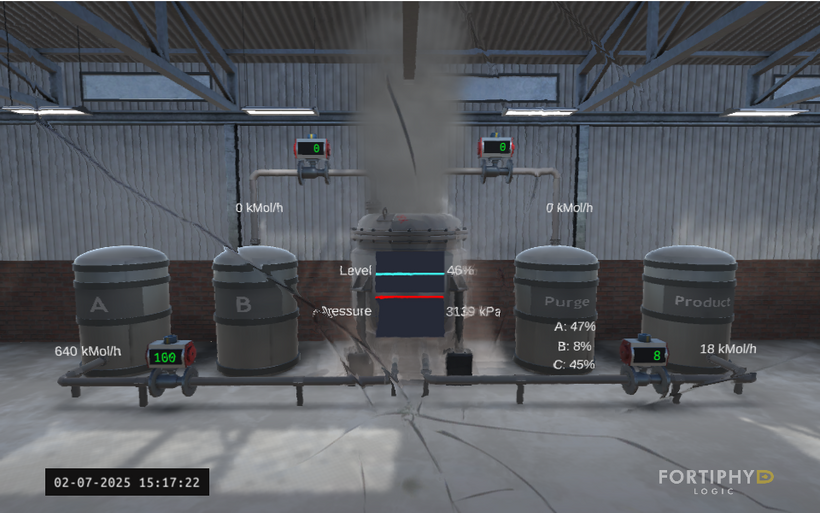 0
0
0 kMol/h
0 kMol/h
Level
46%
A
B
Purge
Product
Pressure
kPa
A: 47%
640 kMol/h
100
B: 8%
8
18 kMol/h
C: 45%
02-07-2025 15:17:22
FORTIPHYD
LOGIC